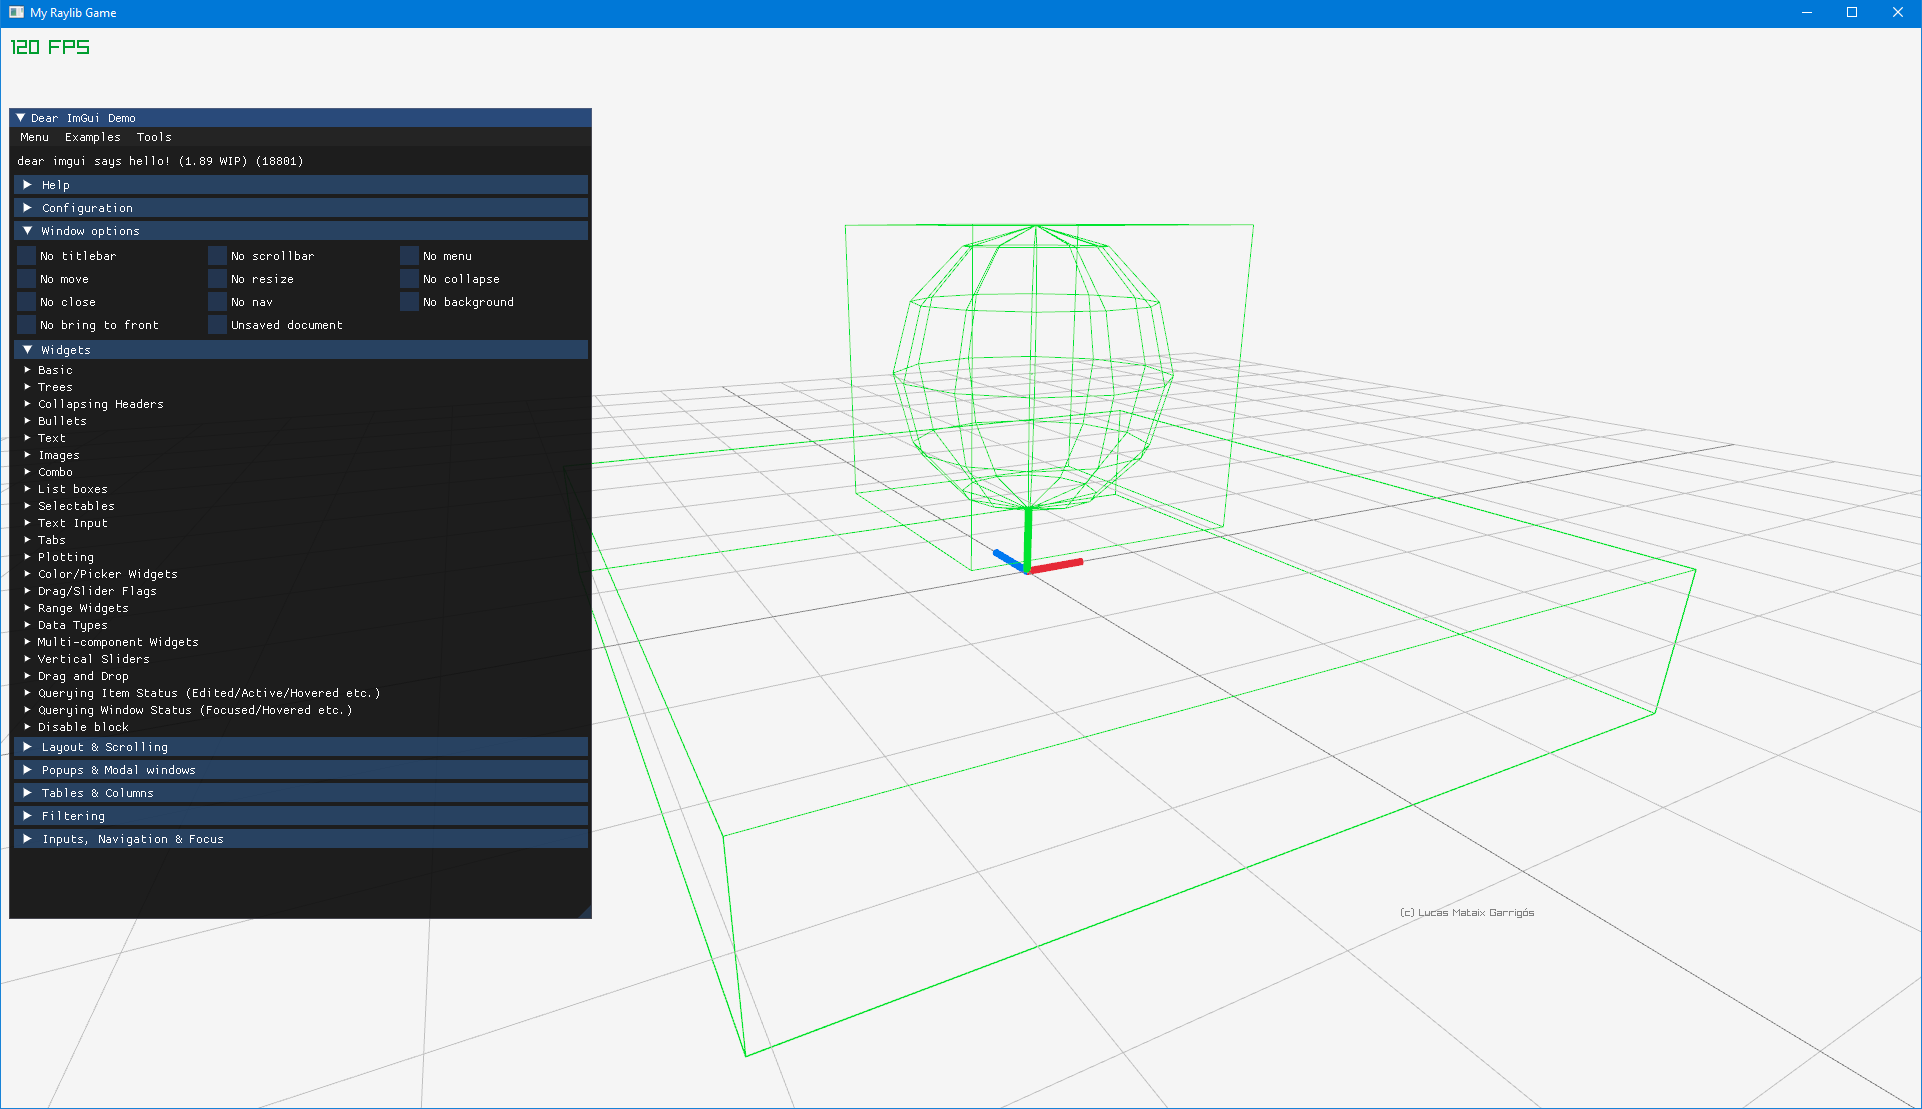 My Raylib Game
120 FPS
Dear ImGui Demo
Menu Examples Tools
dear imgui says hello! (1.89 WIP) (18801)
Help
Configuration
Window options
No titlebar No scrollbar No menu
No move No resize No collapse
No close No nav No background
No bring to front Unsaved document
Widgets
Basic
Trees
Collapsing Headers
Bullets
Text
Images
Combo
List boxes
Selectables
Text Input
Tabs
Plotting
Color/Picker Widgets
Drag/Slider Flags
Range Widgets
Data Types
Multi-component Widgets
Vertical Sliders
Drag and Drop
Querying Item Status (Edited/Active/Hovered etc.)
Querying Window Status (Focused/Hovered etc.)
Disable block
Layout & Scrolling
Popups & Modal windows
Tables & Columns
Filtering
Inputs, Navigation & Focus
(c) Lucas Mataix Garrigós